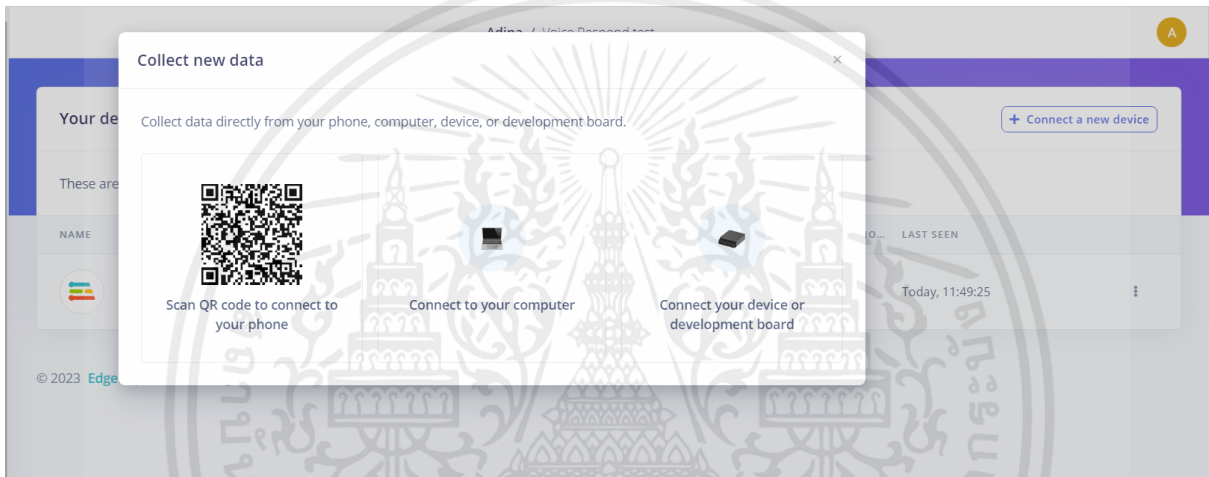 Adina / Voice Respond test
A
Collect new data
×
Your de
Collect data directly from your phone, computer, device, or development board.
+ Connect a new device
These are
NAME
LAST SEEN
Scan QR code to connect to
your phone
Connect to your computer
Connect your device or
development board
Today, 11:49:25
© 2023 Edge